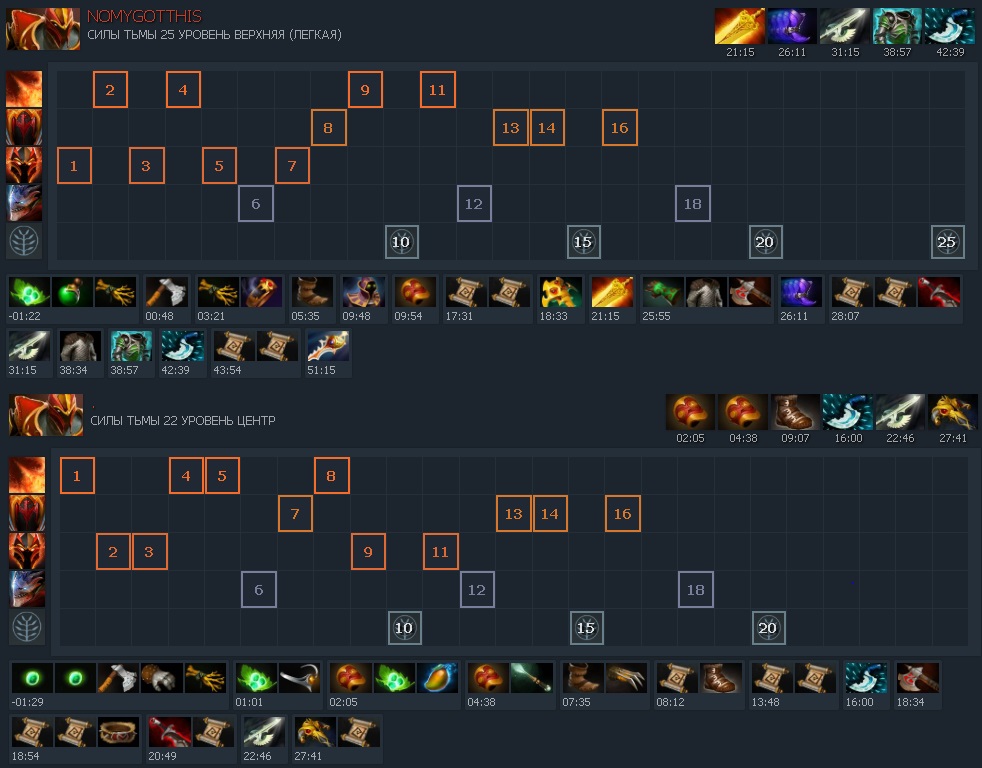 NOMYGOTTHIS
СИЛЫ ТЬМЫ 25 УРОВЕНЬ ВЕРХНЯЯ (ЛЕГКАЯ)
21:15 26:11 31:15 38:57 42:39
2 4 9 11
8 13 14 16
1 3 5 7
6 12 18
10 15 20 25
-01:22 00:48 03:21 05:35 09:48 09:54 17:31 18:33 21:15 25:55 26:11 28:07
31:15 38:34 38:57 42:39 43:54 51:15
.
СИЛЫ ТЬМЫ 22 УРОВЕНЬ ЦЕНТР
02:05 04:38 09:07 16:00 22:46 27:41
1 4 5 8
7 13 14 16
2 3 9 11
6 12 18
10 15 20
-01:29 01:01 02:05 04:38 07:35 08:12 13:48 16:00 18:34
18:54 20:49 22:46 27:41